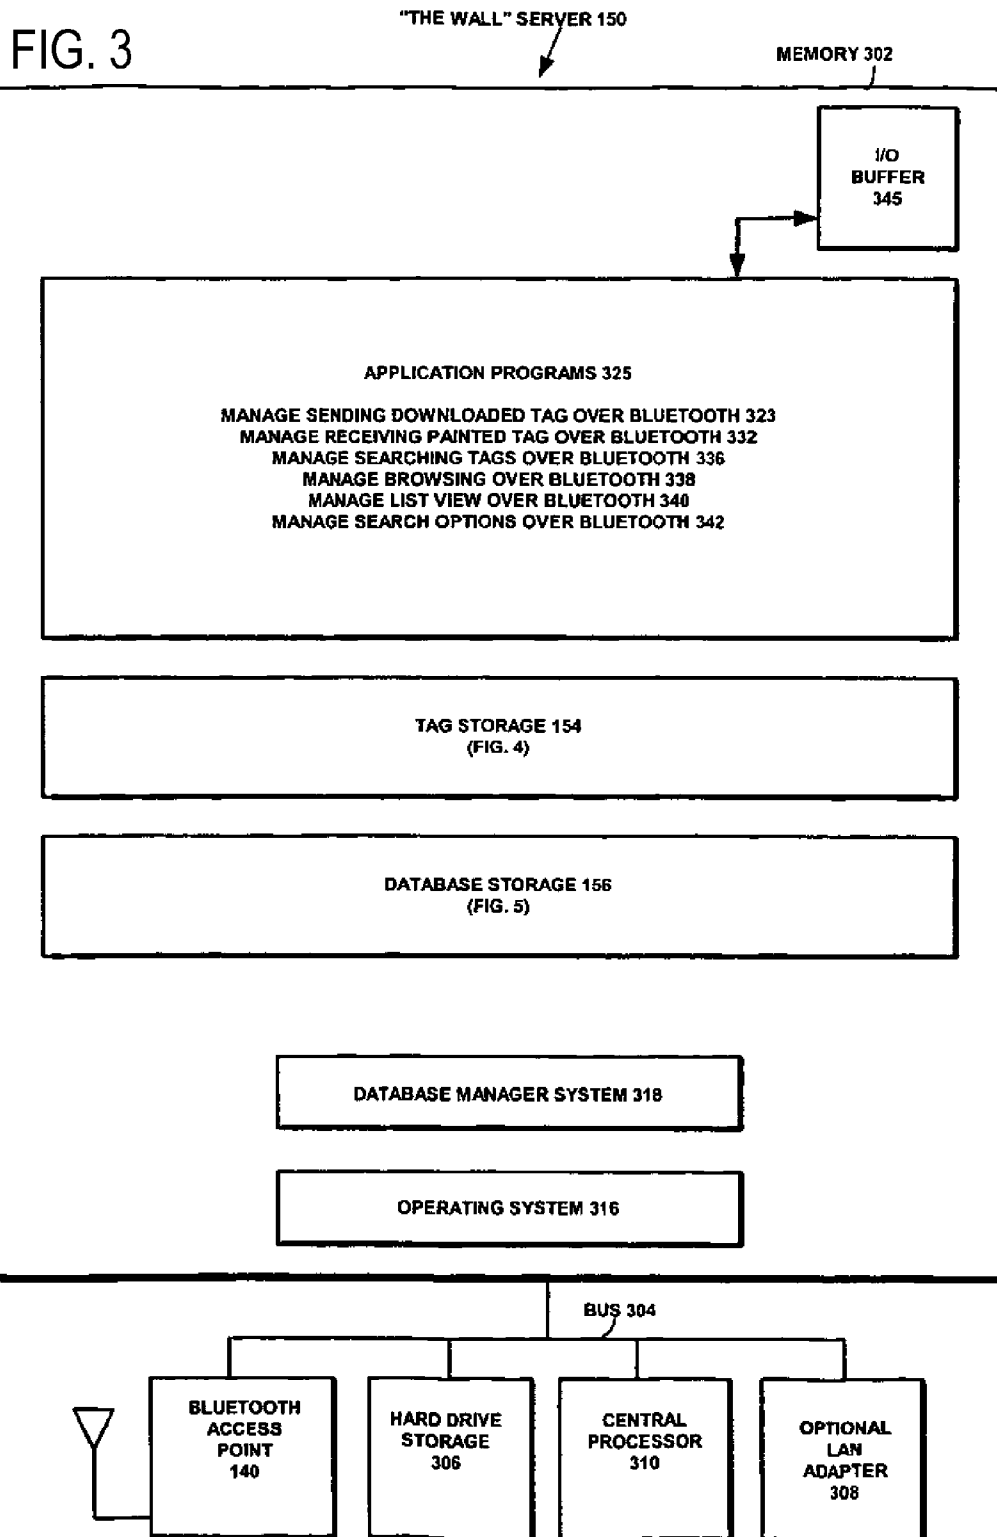 "THE WALL" SERVER 150
FIG. 3
MEMORY 302
I/O
BUFFER
345
APPLICATION PROGRAMS 325
MANAGE SENDING DOWNLOADED TAG OVER BLUETOOTH 323
MANAGE RECEIVING PAINTED TAG OVER BLUETOOTH 332
MANAGE SEARCHING TAGS OVER BLUETOOTH 336
MANAGE BROWSING OVER BLUETOOTH 338
MANAGE LIST VIEW OVER BLUETOOTH 340
MANAGE SEARCH OPTIONS OVER BLUETOOTH 342
TAG STORAGE 154
(FIG. 4)
DATABASE STORAGE 156
(FIG. 5)
DATABASE MANAGER SYSTEM 318
OPERATING SYSTEM 316
BUS 304
BLUETOOTH
ACCESS
POINT
140
HARD DRIVE
STORAGE
306
CENTRAL
PROCESSOR
310
OPTIONAL
LAN
ADAPTER
308